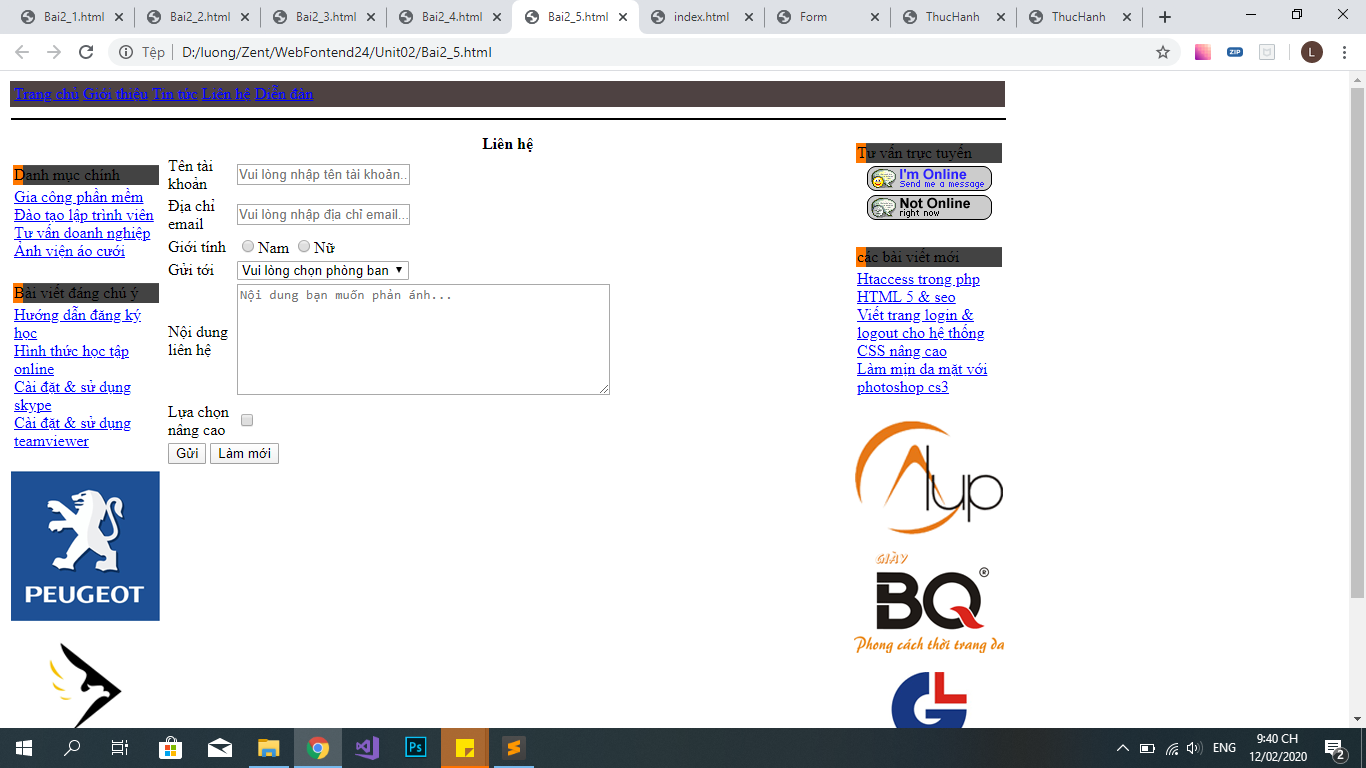 Bai2_1.html Bai2_2.html Bai2_3.html Bai2_4.html Bai2_5.html index.html Form ThucHanh ThucHanh
Tệp D:/luong/Zent/WebFontend24/Unit02/Bai2_5.html ZIP L
Trang chủ Giới thiệu Tin tức Liên hệ Diễn đàn
Danh mục chính
Gia công phần mềm
Đào tạo lập trình viên
Tư vấn doanh nghiệp
Ảnh viện áo cưới
Bài viết đáng chú ý
Hướng dẫn đăng ký
học
Hình thức học tập
online
Cài đặt & sử dụng
skype
Cài đặt & sử dụng
teamviewer
PEUGEOT
Liên hệ
Tên tài
khoản
Vui lòng nhập tên tài khoản..
Địa chỉ
email
Vui lòng nhập địa chỉ email...
Giới tính Nam Nữ
Gửi tới Vui lòng chọn phòng ban
Nội dung bạn muốn phản ánh...
Nội dung
liên hệ
Lựa chọn
nâng cao
Gửi Làm mới
Tư vấn trực tuyến
I'm Online
Send me a message
Not Online
right now
các bài viết mới
Htaccess trong php
HTML 5 & seo
Viết trang login &
logout cho hệ thống
CSS nâng cao
Làm mịn da mặt với
photoshop cs3
Alup
GIÀY
BQ®
Phong cách thời trang da
GL
Ps ENG 9:40 CH
12/02/2020 2